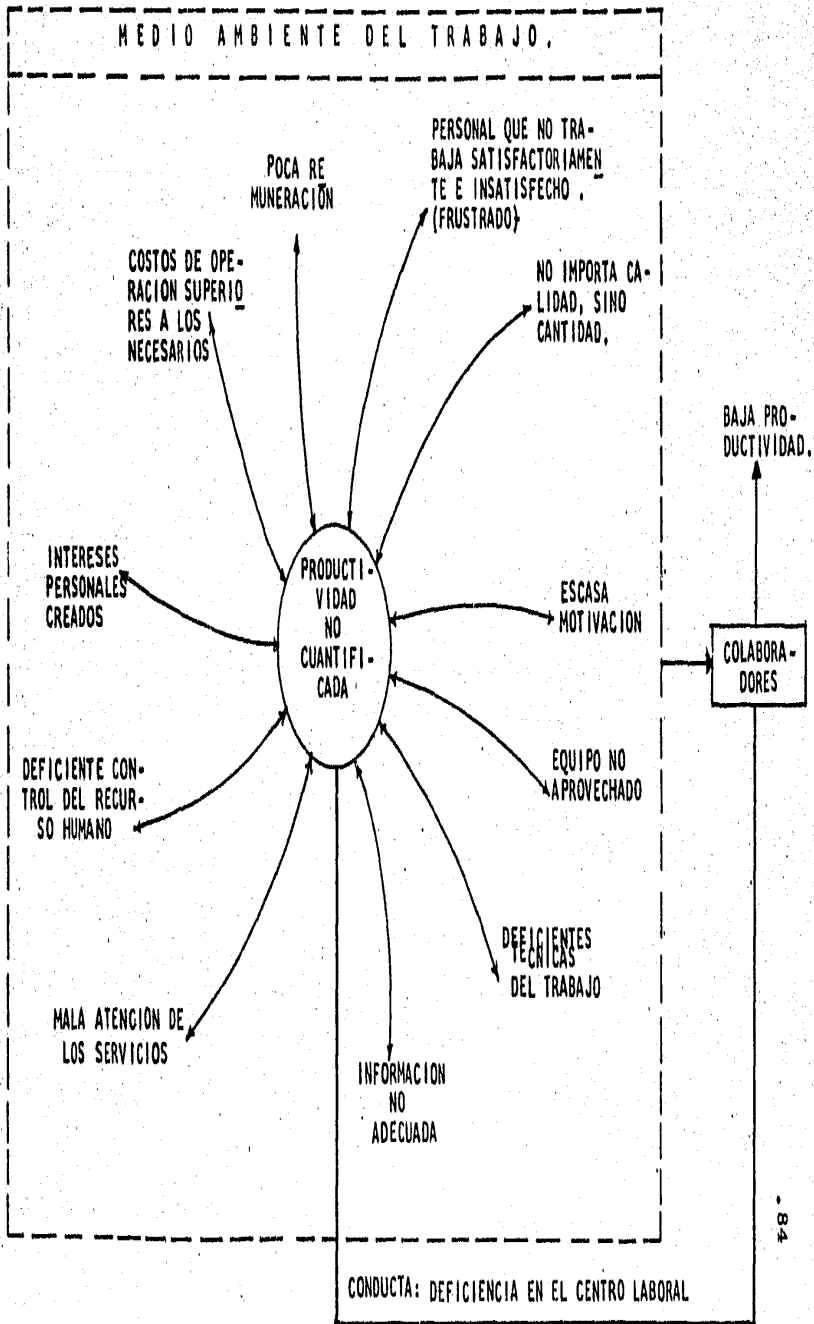 MEDIO AMBIENTE DEL TRABAJO.
PERSONAL QUE NO TRA-
BAJA SATISFACTORIAMEN
TE E INSATISFECHO .
(FRUSTRADO)
POCA RE
MUNERACIÓN
COSTOS DE OPE-
RACION SUPERIO
RES A LOS
NECESARIOS
NO IMPORTA CA-
LIDAD, SINO
CANTIDAD.
BAJA PRO-
DUCTIVIDAD.
INTERESES
PERSONALES
CREADOS
PRODUCTI-
VIDAD
NO
CUANTIFI-
CADA
ESCASA
MOTIVACION
COLABORA-
DORES
DEFICIENTE CON-
TROL DEL RECUR-
SO HUMANO
EQUIPO NO
APROVECHADO
DEFICIENTES
TECNICAS
DEL TRABAJO
MALA ATENCION DE
LOS SERVICIOS
INFORMACION
NO
ADECUADA
.84
CONDUCTA: DEFICIENCIA EN EL CENTRO LABORAL